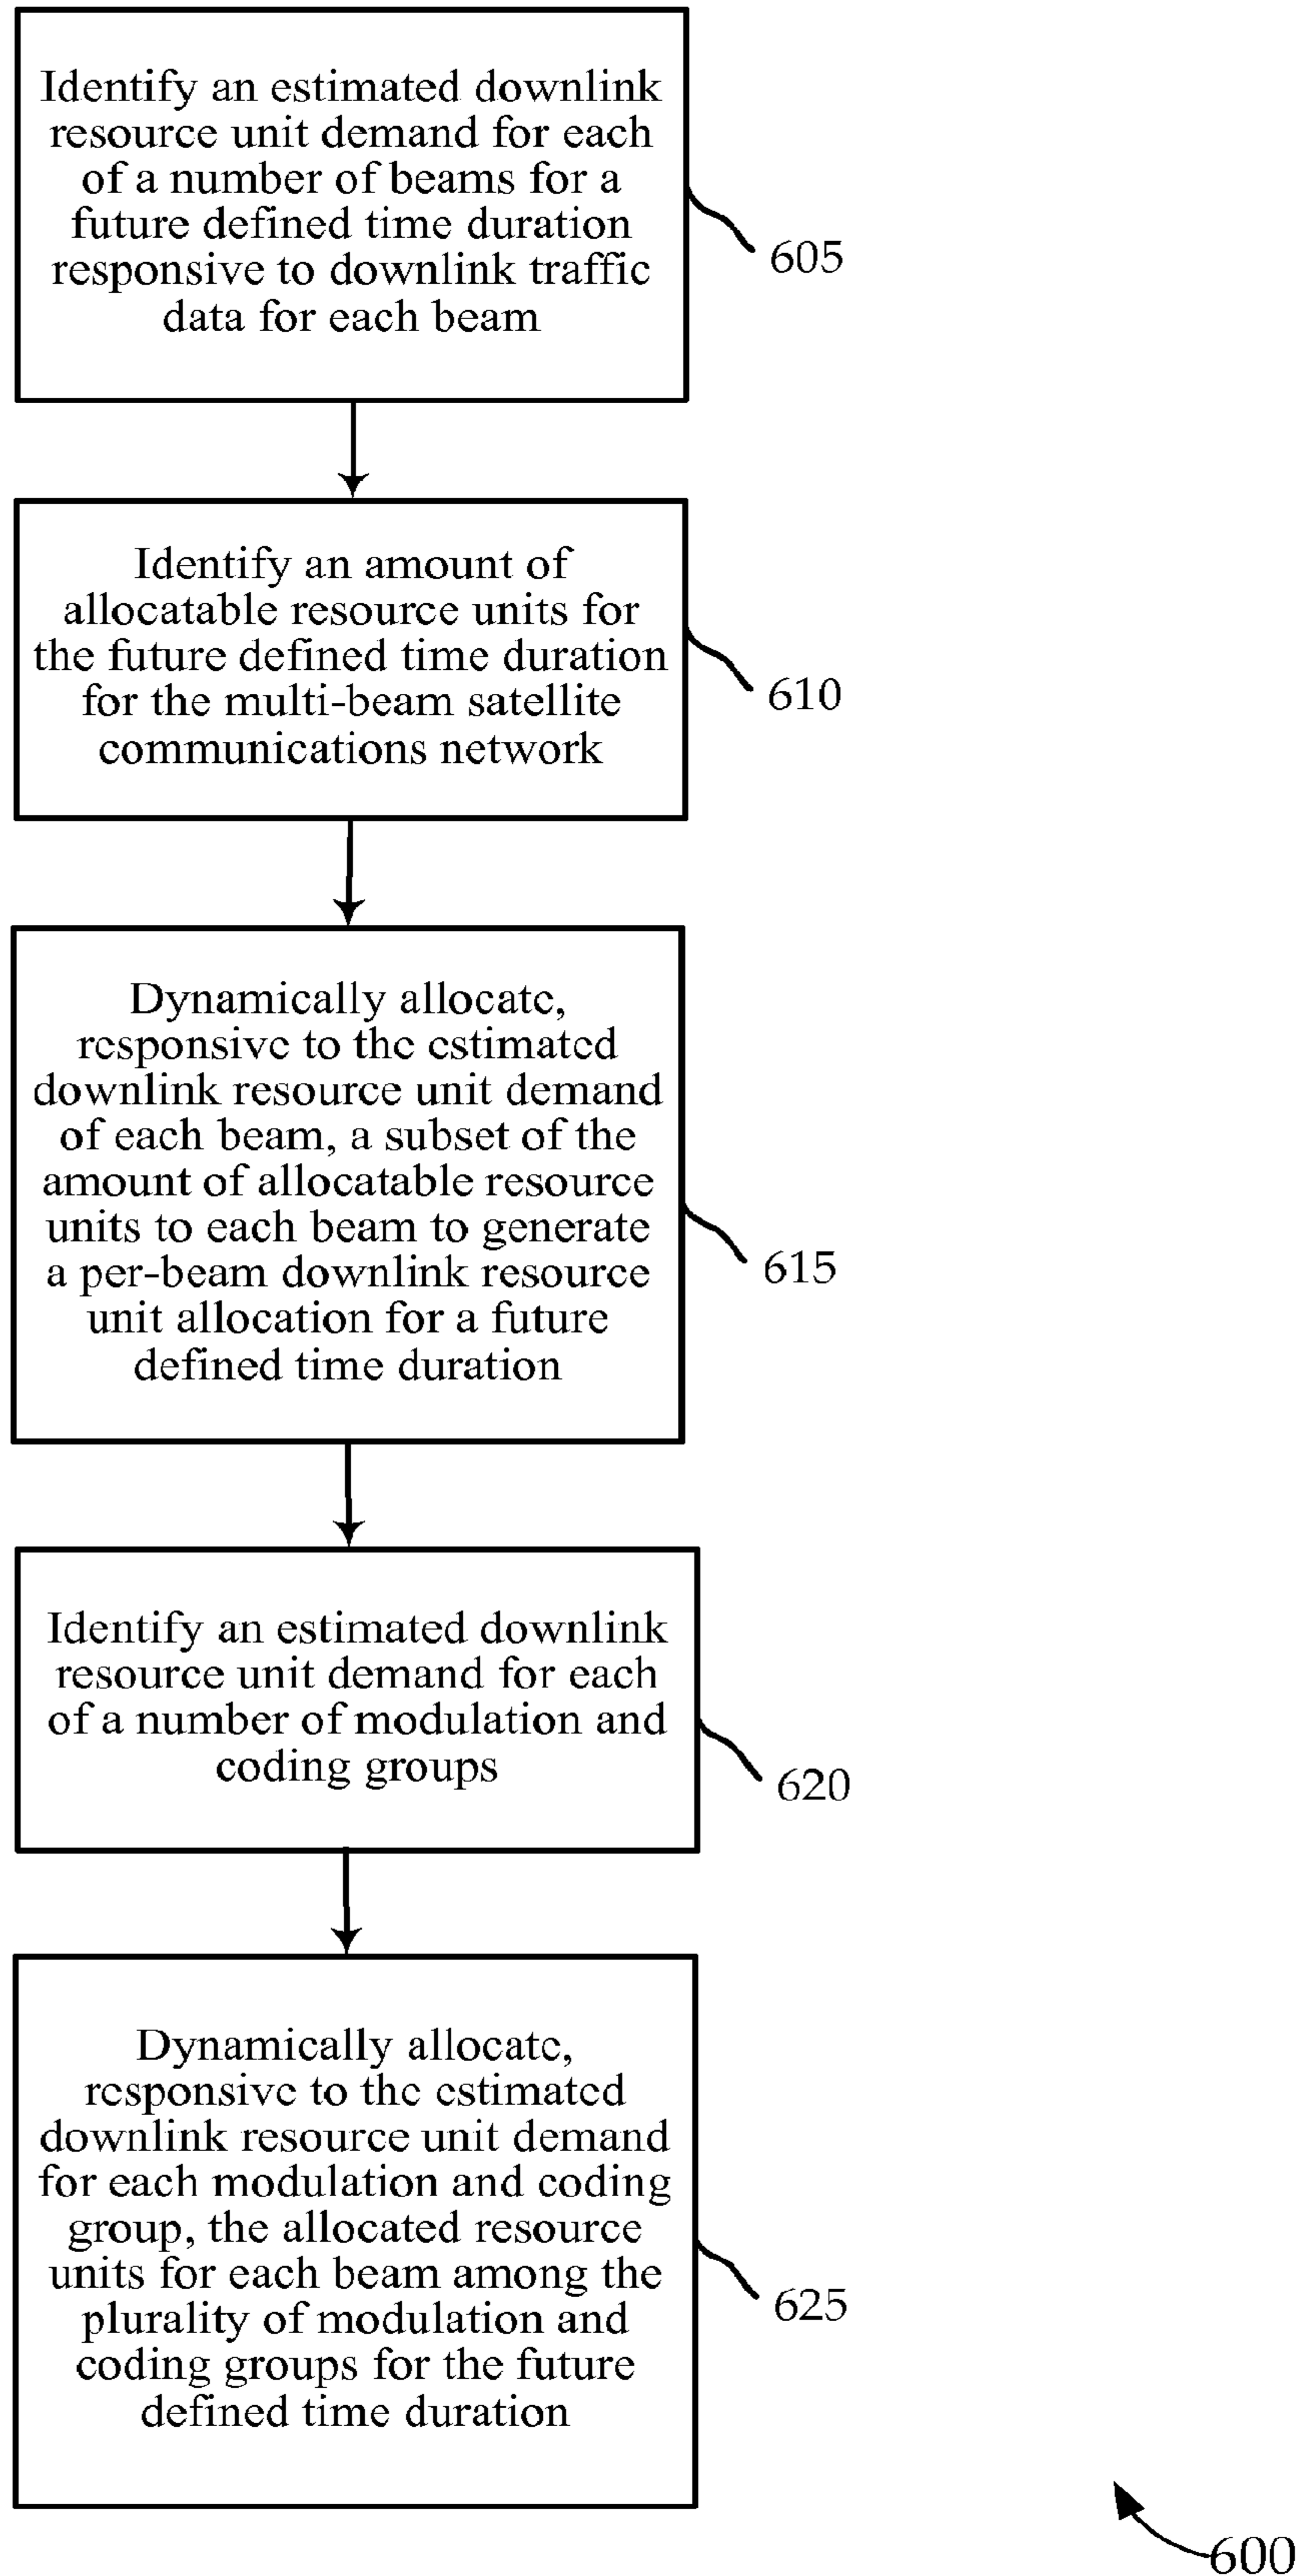 Identify an estimated downlink
resource unit demand for each
of a number of beams for a
future defined time duration
responsive to downlink traffic
data for each beam
605
Identify an amount of
allocatable resource units for
the future defined time duration
for the multi-beam satellite
communications network
610
Dynamically allocate,
responsive to the estimated
downlink resource unit demand
of each beam, a subset of the
amount of allocatable resource
units to each beam to generate
a per-beam downlink resource
unit allocation for a future
defined time duration
615
Identify an estimated downlink
resource unit demand for each
of a number of modulation and
coding groups
620
Dynamically allocate,
responsive to the estimated
downlink resource unit demand
for each modulation and coding
group, the allocated resource
units for each beam among the
plurality of modulation and
coding groups for the future
defined time duration
625
600